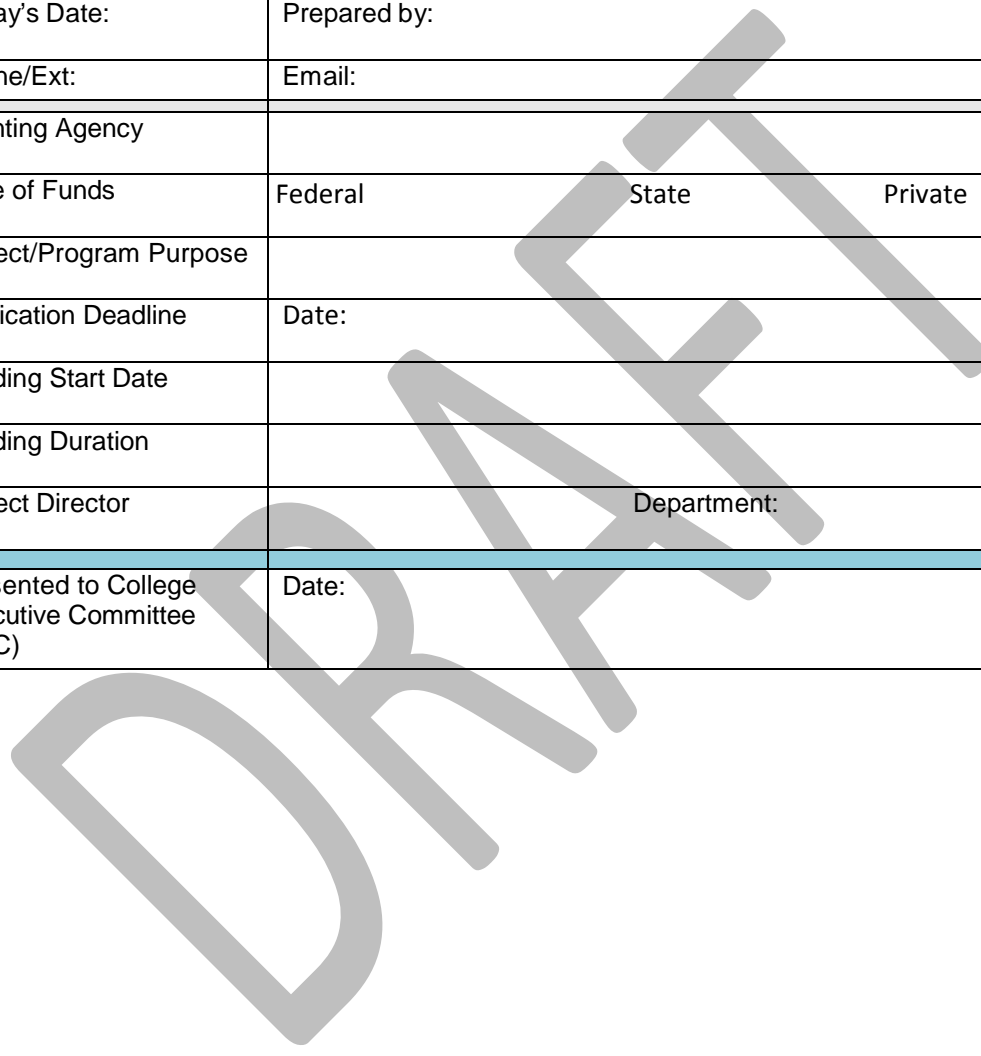 ay's Date: Prepared by:
ne/Ext: Email:
nting Agency
e of Funds Federal State Private
ect/Program Purpose
ication Deadline Date:
ding Start Date
ding Duration
ect Director Department:
sented to College Date:
cutive Committee
C)
DRAFT